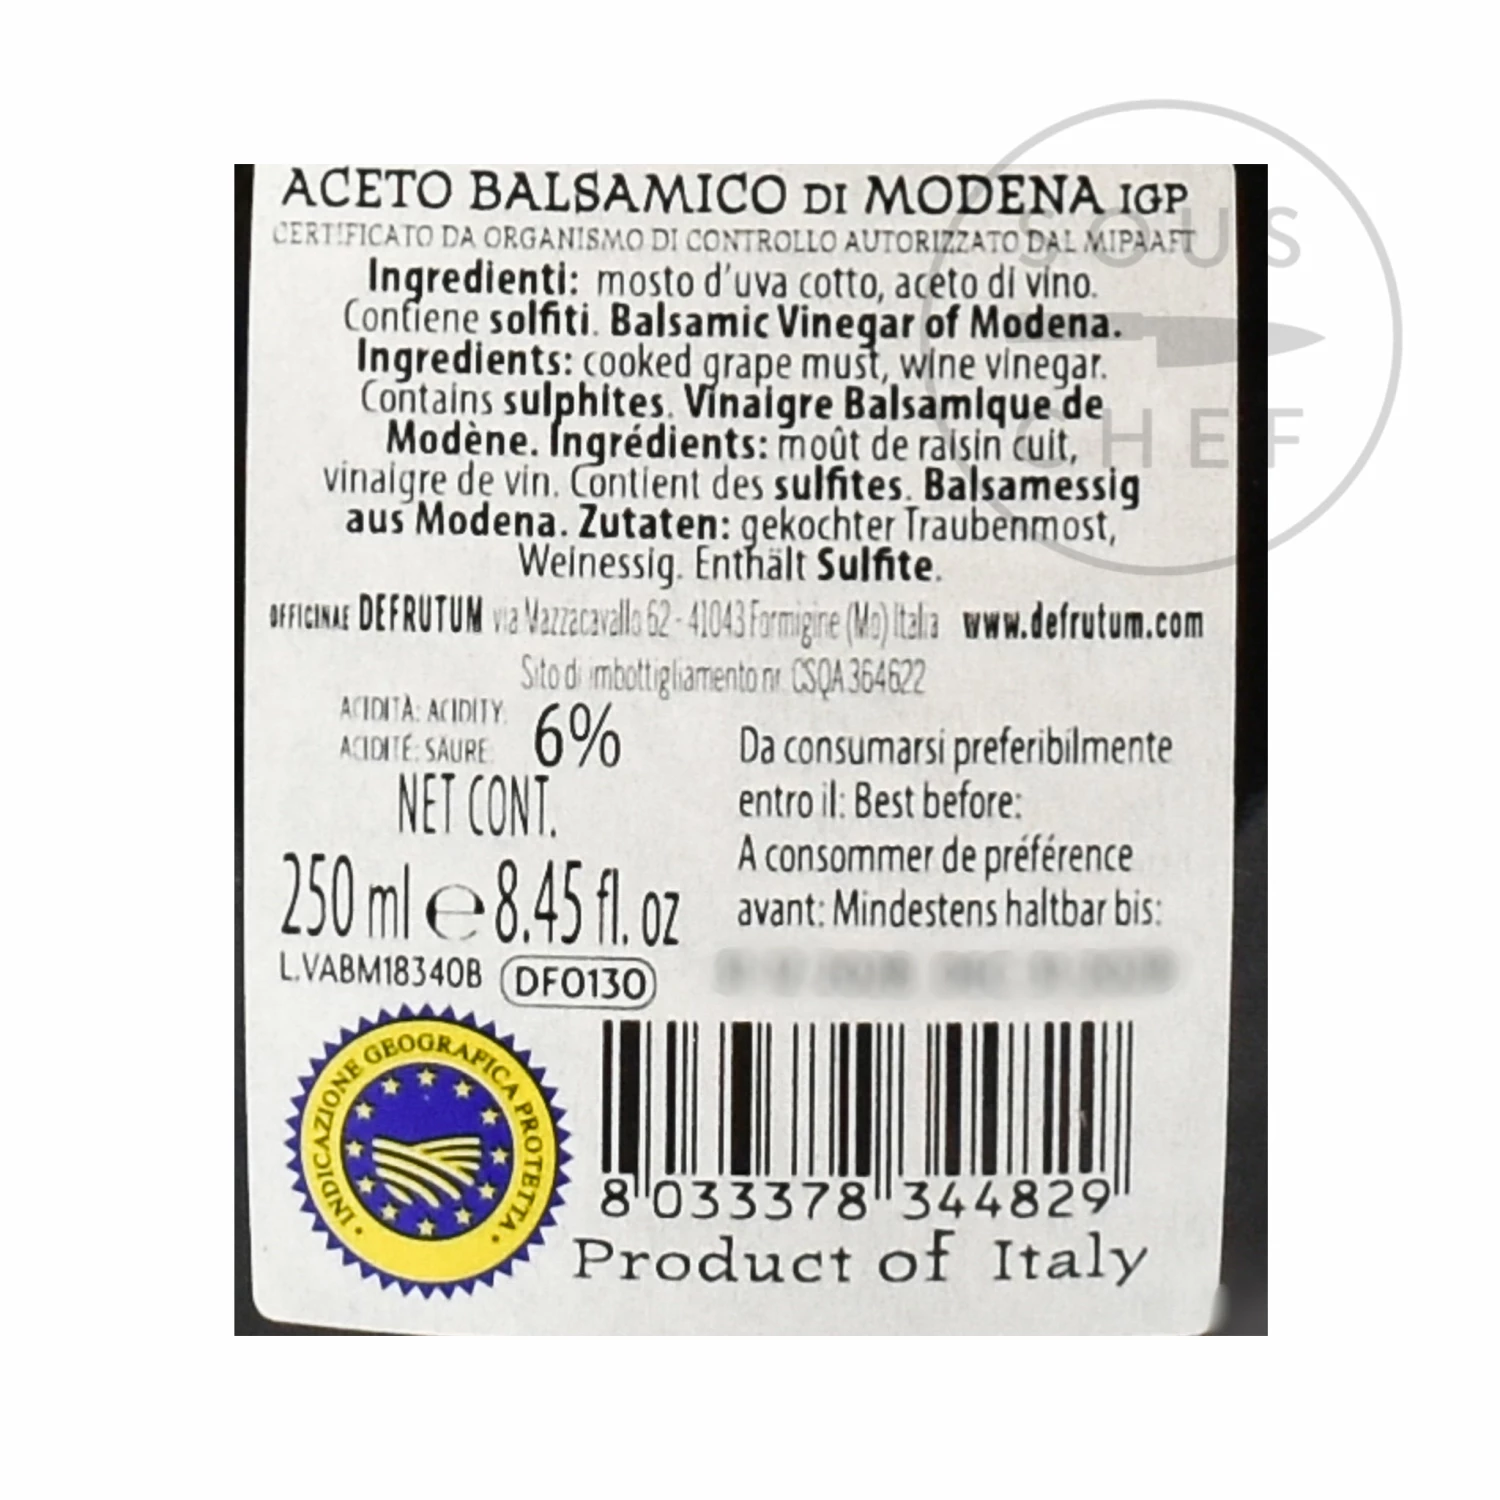 ACETO BALSAMICO DI MODENA IGP
CERTIFICATO DA ORGANISMO DI CONTROLLO AUTORIZZATO DAL MIPAAFT
Ingredienti: mosto d'uva cotto, aceto di vino.
Contiene solfiti. Balsamic Vinegar of Modena.
Ingredients: cooked grape must, wine vinegar.
Contains sulphites. Vinaigre Balsamique de
Modène. Ingrédients: moût de raisin cuit,
vinaigre de vin. Contient des sulfites. Balsamessig
aus Modena. Zutaten: gekochter Traubenmost,
Weinessig. Enthält Sulfite.
OFFICINAE DEFRUTUM via Mazzacavallo 62 - 41043 Formigine (Mo) Italia www.defrutum.com
Sito di imbottigliamento nr. CSQA 364622
ACIDITÀ: ACIDITY:
ACIDITÉ: SÄURE: 6%
NET CONT.
250 ml e 8.45 fl. oz
L.VABM18340B DF0130
Da consumarsi preferibilmente
entro il: Best before:
A consommer de préférence
avant: Mindestens haltbar bis:
INDICAZIONE GEOGRAFICA PROTETTA
8 033378 344829
Product of Italy
SOUS
CHEF